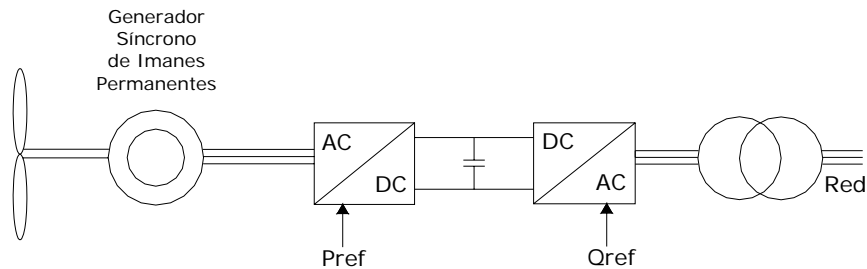 Generador
Síncrono
de Imanes
Permanentes
AC
DC
DC
AC
Red
Pref
Qref